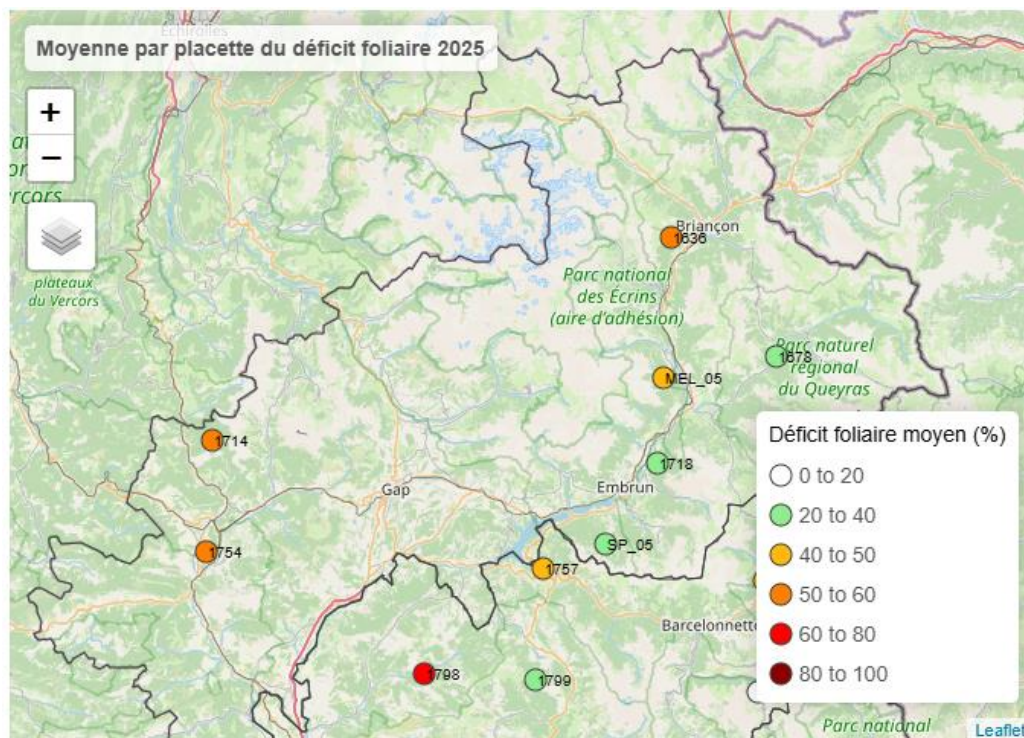 Échirolles
Moyenne par placette du déficit foliaire 2025
+
−
plateaux
du Vercors
Briançon
1636
Parc national
des Écrins
(aire d'adhésion)
Parc naturel
1678
régional
du Queyras
MEL_05
Déficit foliaire moyen (%)
1714
1718
0 to 20
Gap
Embrun
20 to 40
SP_05
1754
40 to 50
1757
50 to 60
Barcelonnette
60 to 80
1798
1799
80 to 100
Parc national
Leaflet